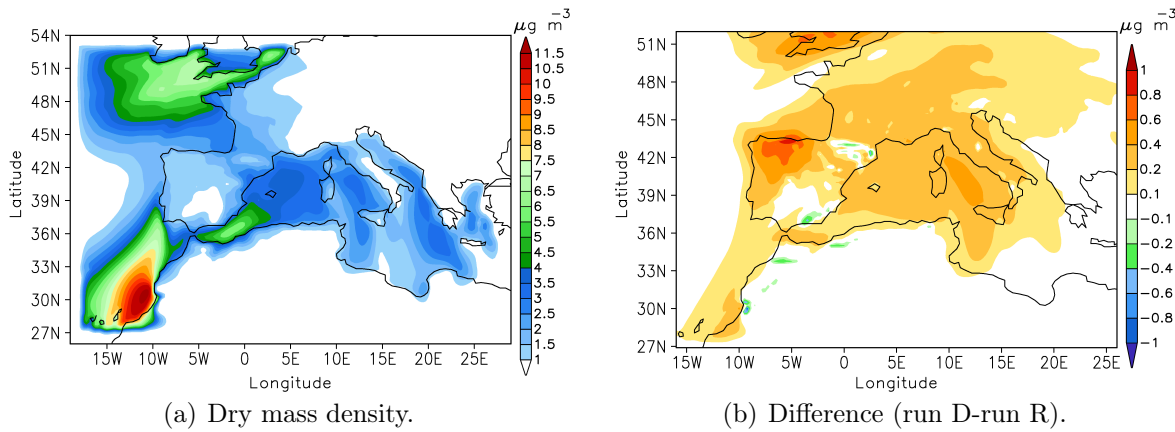 μg m⁻³
54N
51N
48N
45N
42N
39N
36N
33N
30N
27N
Latitude
15W 10W 5W 0 5E 10E 15E 20E 25E
Longitude
11.5
10.5
9.5
9
8.5
8
7.5
7
6.5
6
5.5
5
4.5
4
3.5
3
2.5
2
1.5
1
(a) Dry mass density.
μg m⁻³
51N
48N
45N
42N
39N
36N
33N
30N
27N
Latitude
15W 10W 5W 0 5E 10E 15E 20E 25E
Longitude
1
0.8
0.6
0.4
0.2
0.1
-0.1
-0.2
-0.4
-0.6
-0.8
-1
(b) Difference (run D-run R).